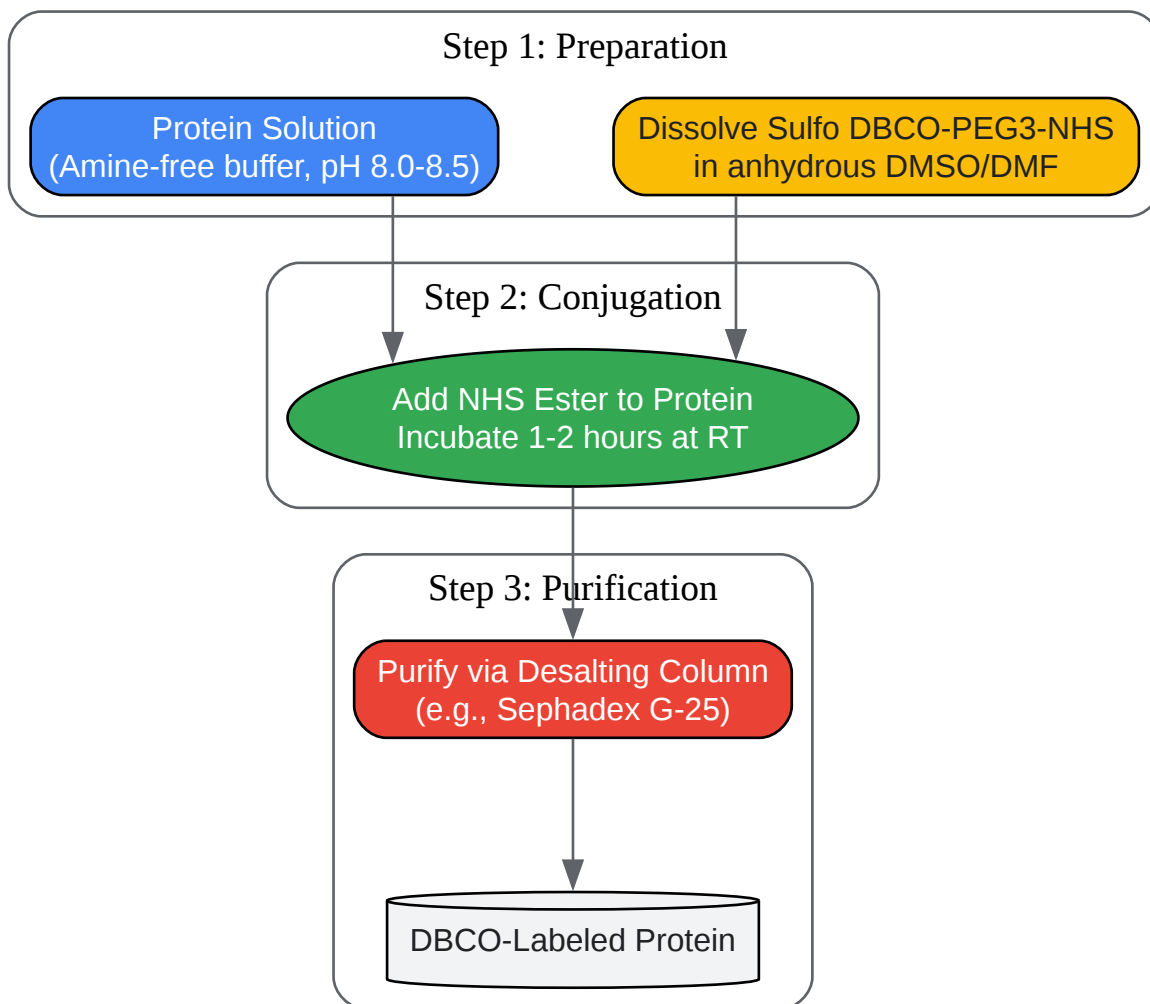 Step 1: Preparation
Protein Solution
(Amine-free buffer, pH 8.0-8.5)
Dissolve Sulfo DBCO-PEG3-NHS
in anhydrous DMSO/DMF
Step 2: Conjugation
Add NHS Ester to Protein
Incubate 1-2 hours at RT
Step 3: Purification
Purify via Desalting Column
(e.g., Sephadex G-25)
DBCO-Labeled Protein